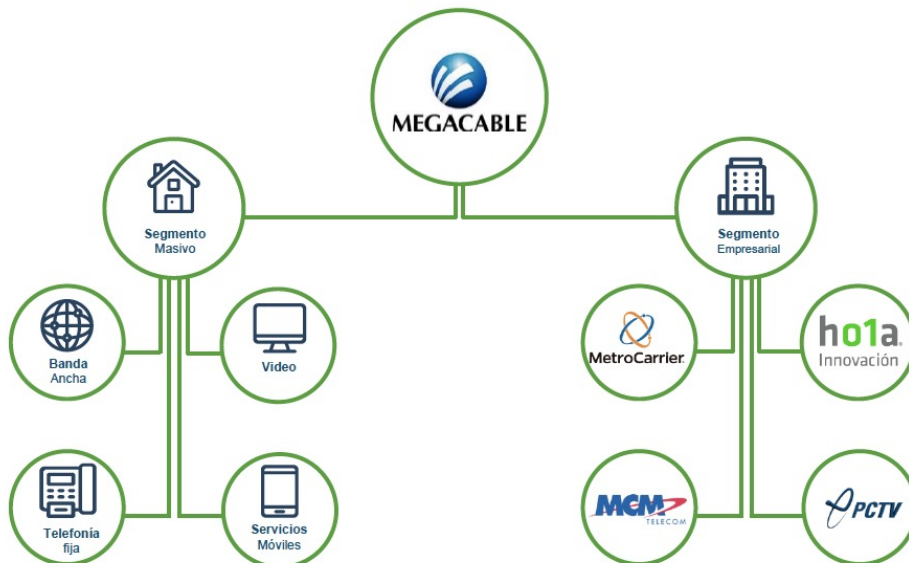 MEGACABLE
Segmento
Masivo
Segmento
Empresarial
Banda
Ancha
Video
MetroCarrier
ho1a
Innovación
Telefonía
fija
Servicios
Móviles
MCM
TELECOM
PCTV